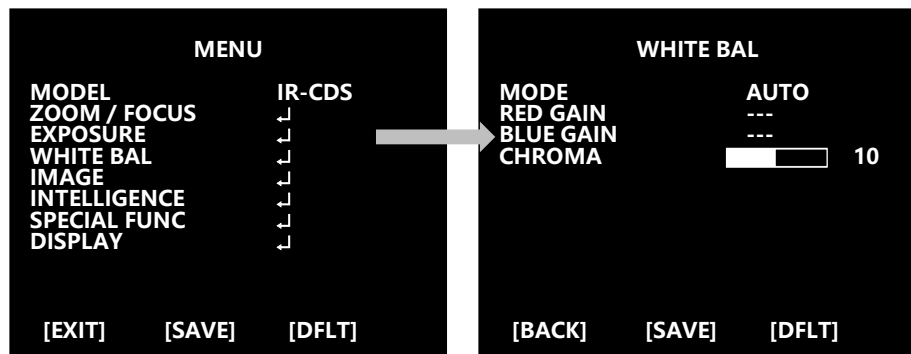 MENU
MODEL IR-CDS
ZOOM / FOCUS ↵
EXPOSURE ↵
WHITE BAL ↵
IMAGE ↵
INTELLIGENCE ↵
SPECIAL FUNC ↵
DISPLAY ↵
[EXIT] [SAVE] [DFLT]
WHITE BAL
MODE AUTO
RED GAIN ---
BLUE GAIN ---
CHROMA 10
[BACK] [SAVE] [DFLT]